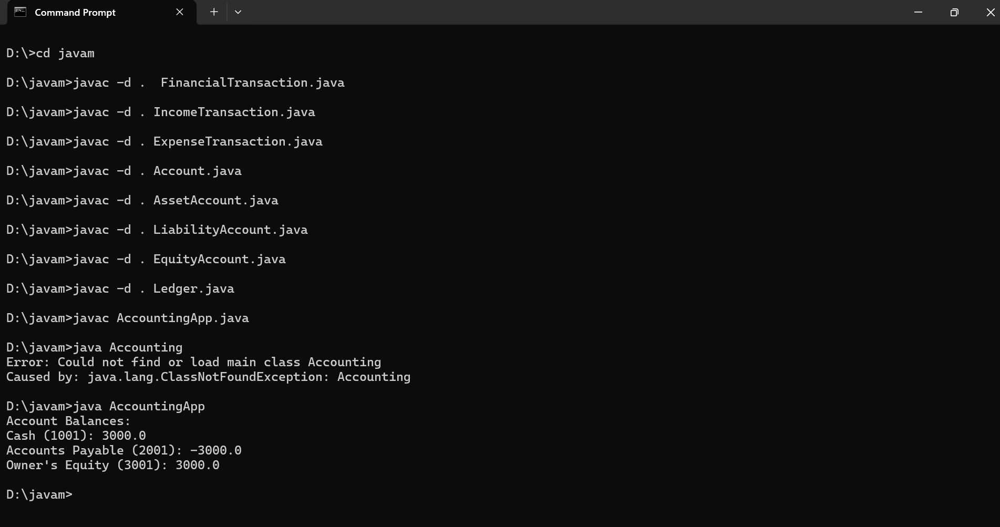 Command Prompt
D:\>cd javam
D:\javam>javac -d .  FinancialTransaction.java
D:\javam>javac -d . IncomeTransaction.java
D:\javam>javac -d . ExpenseTransaction.java
D:\javam>javac -d . Account.java
D:\javam>javac -d . AssetAccount.java
D:\javam>javac -d . LiabilityAccount.java
D:\javam>javac -d . EquityAccount.java
D:\javam>javac -d . Ledger.java
D:\javam>javac AccountingApp.java
D:\javam>java Accounting
Error: Could not find or load main class Accounting
Caused by: java.lang.ClassNotFoundException: Accounting
D:\javam>java AccountingApp
Account Balances:
Cash (1001): 3000.0
Accounts Payable (2001): -3000.0
Owner's Equity (3001): 3000.0
D:\javam>